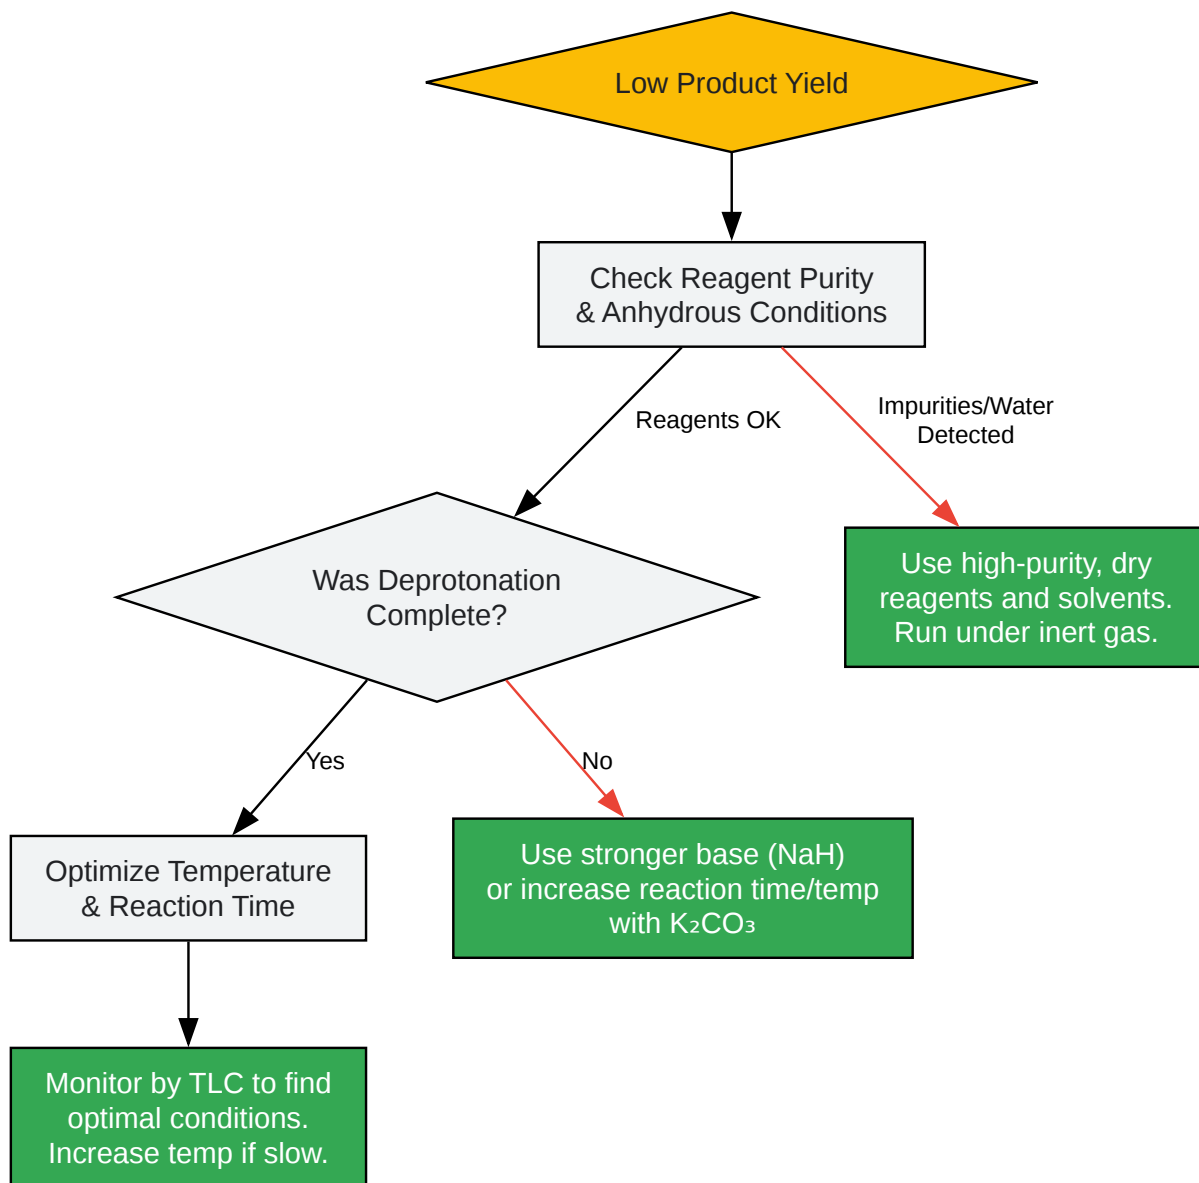 Low Product Yield
Check Reagent Purity
& Anhydrous Conditions
Reagents OK
Impurities/Water
Detected
Was Deprotonation
Complete?
Use high-purity, dry
reagents and solvents.
Run under inert gas.
Yes
No
Optimize Temperature
& Reaction Time
Use stronger base (NaH)
or increase reaction time/temp
with K₂CO₃
Monitor by TLC to find
optimal conditions.
Increase temp if slow.